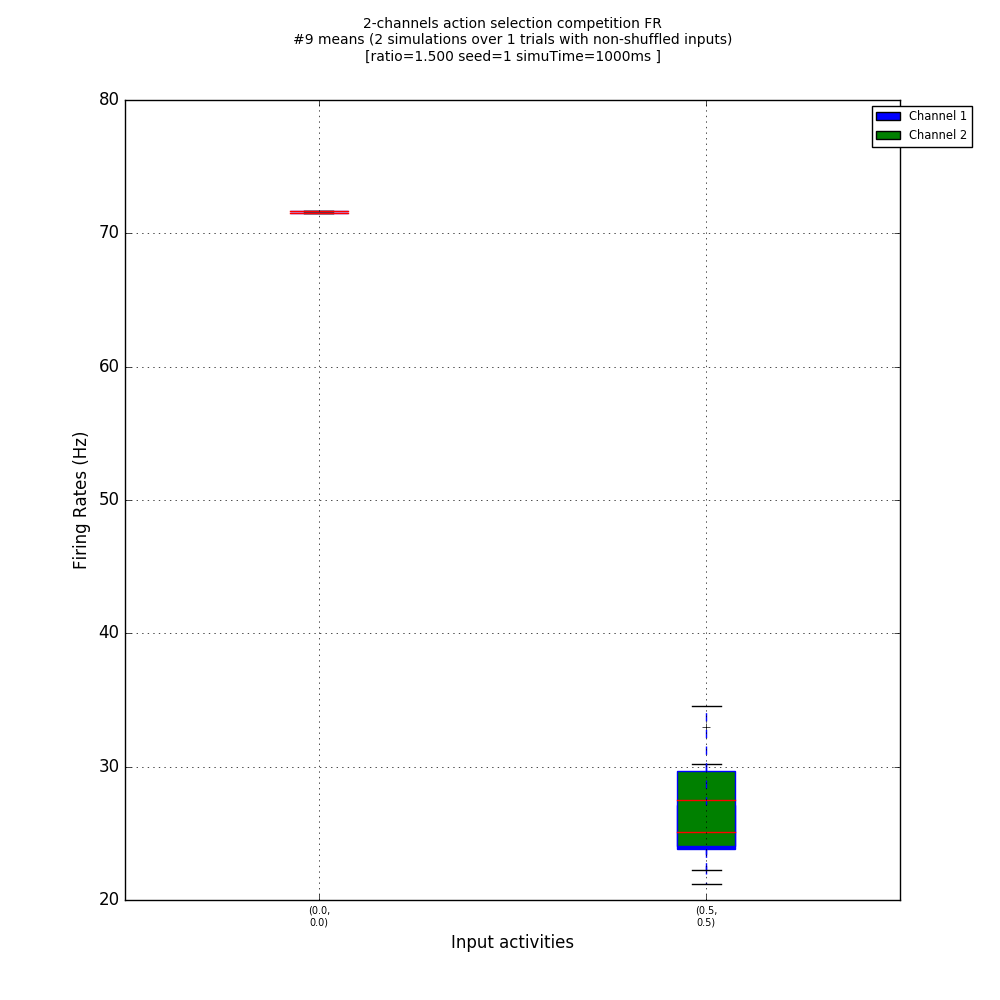 2-channels action selection competition FR
#9 means (2 simulations over 1 trials with non-shuffled inputs)
[ratio=1.500 seed=1 simuTime=1000ms ]
Channel 1
Channel 2
80
70
60
50
40
30
20
Firing Rates (Hz)
(0.0,
0.0)
(0.5,
0.5)
Input activities